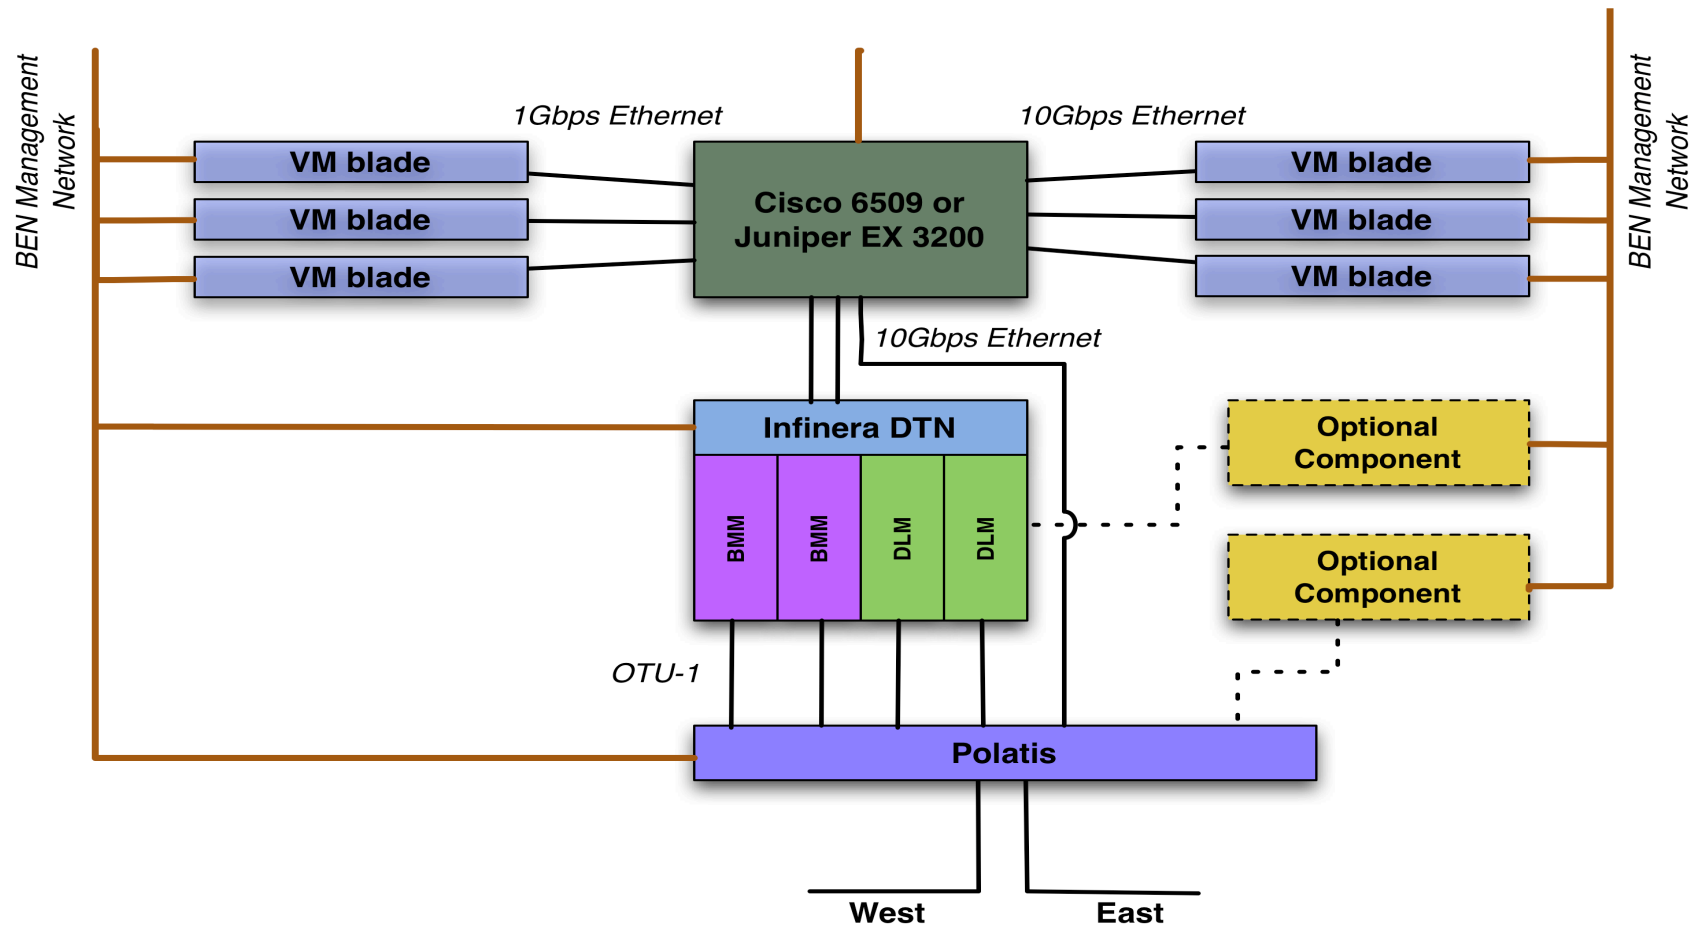 BEN Management
Network
1Gbps Ethernet
10Gbps Ethernet
BEN Management
Network
VM blade
VM blade
VM blade
Cisco 6509 or
Juniper EX 3200
VM blade
VM blade
VM blade
10Gbps Ethernet
Infinera DTN
BMM
BMM
DLM
DLM
Optional
Component
Optional
Component
OTU-1
Polatis
West
East